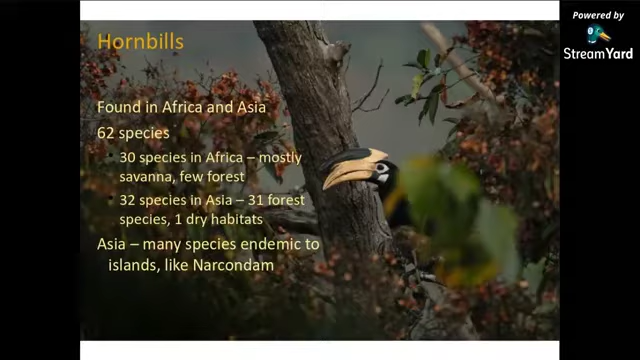 Powered by
StreamYard
Hornbills
Found in Africa and Asia
62 species
• 30 species in Africa – mostly
savanna, few forest
• 32 species in Asia – 31 forest
species, 1 dry habitats
Asia – many species endemic to
islands, like Narcondam